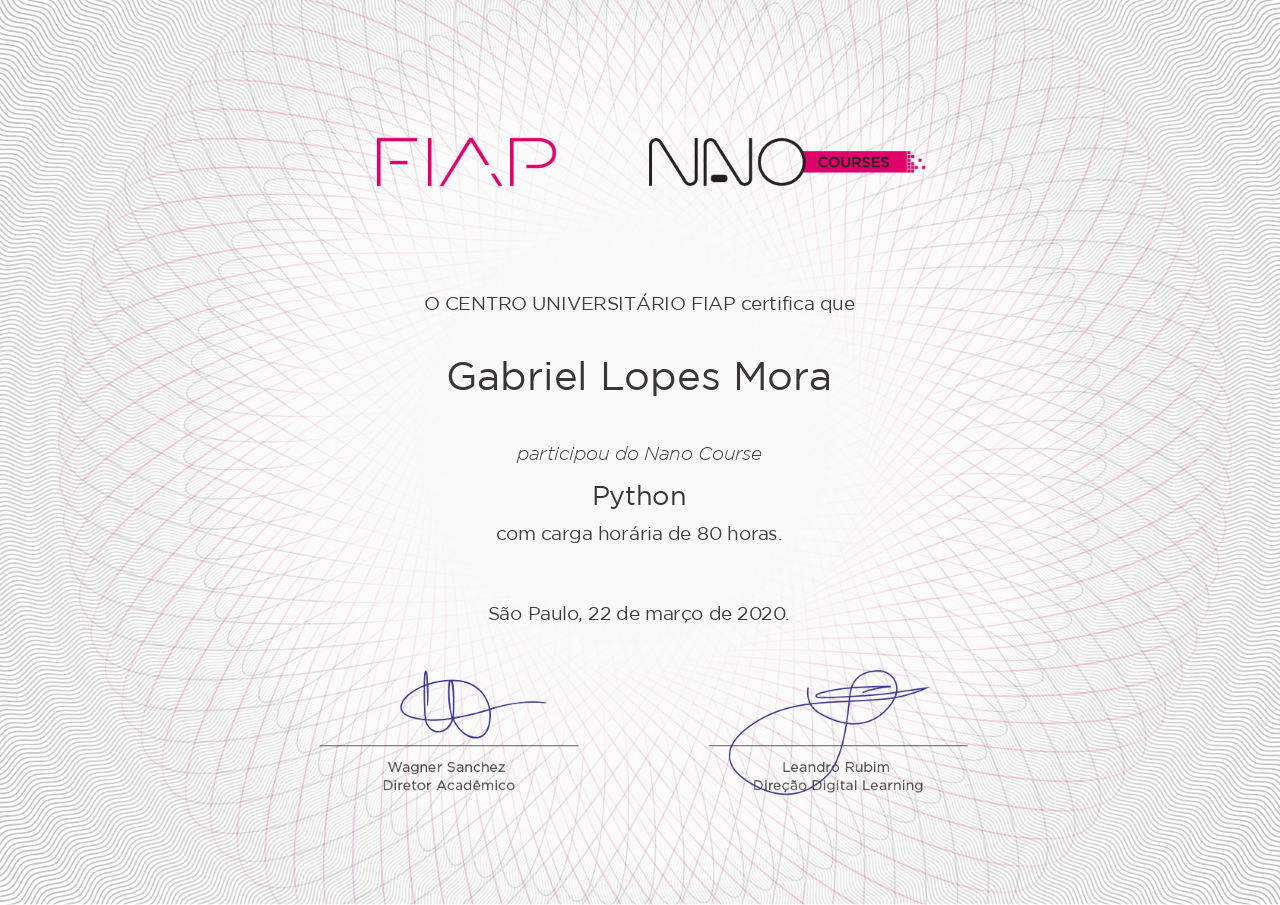 FIAP NANO COURSES
O CENTRO UNIVERSITÁRIO FIAP certifica que
Gabriel Lopes Mora
participou do Nano Course
Python
com carga horária de 80 horas.
São Paulo, 22 de março de 2020.
Wagner Sanchez
Diretor Acadêmico
Leandro Rubim
Direção Digital Learning